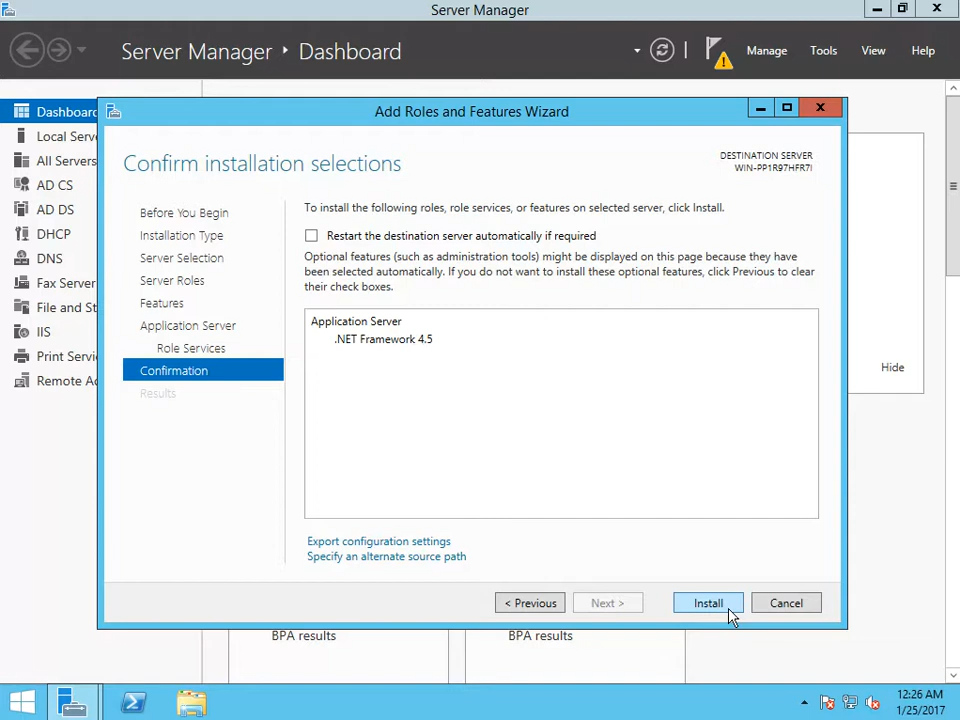 Server Manager
Server Manager ‣ Dashboard
Manage Tools View Help
Dashboard
Local Serve
All Servers
AD CS
AD DS
DHCP
DNS
Fax Server
File and St
IIS
Print Servi
Remote Ac
Hide
BPA results
BPA results
Add Roles and Features Wizard
Confirm installation selections
DESTINATION SERVER
WIN-PP1R97HFR7I
Before You Begin
Installation Type
Server Selection
Server Roles
Features
Application Server
Role Services
Confirmation
Results
To install the following roles, role services, or features on selected server, click Install.
Restart the destination server automatically if required
Optional features (such as administration tools) might be displayed on this page because they have
been selected automatically. If you do not want to install these optional features, click Previous to clear
their check boxes.
Application Server
.NET Framework 4.5
Export configuration settings
Specify an alternate source path
< Previous Next > Install Cancel
12:26 AM
1/25/2017